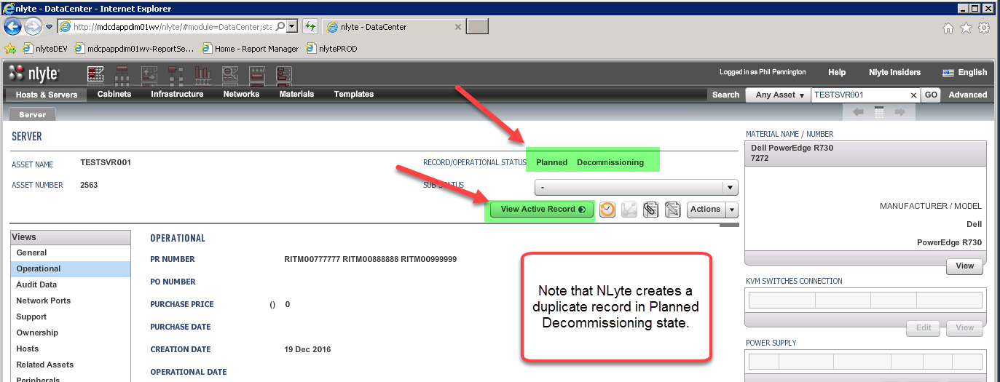 nlyte - DataCenter - Internet Explorer
http://mdcdappdim01wv/nlyte/#module=DataCenter;sta
nlyte - DataCenter
nlyteDEV mdcpappdim01wv-ReportSe... Home - Report Manager nlytePROD
nlyte
Logged in as Phil Pennington Help Nlyte Insiders English
Hosts & Servers Cabinets Infrastructure Networks Materials Templates Search Any Asset TESTSVR001 GO Advanced
Server
SERVER
ASSET NAME TESTSVR001
ASSET NUMBER 2563
RECORD/OPERATIONAL STATUS Planned Decommissioning
SUB STATUS -
View Active Record Actions
Views
General
Operational
Audit Data
Network Ports
Support
Ownership
Hosts
Related Assets
Peripherals
OPERATIONAL
PR NUMBER RITM00777777 RITM00888888 RITM00999999
PO NUMBER
PURCHASE PRICE () 0
PURCHASE DATE
CREATION DATE 19 Dec 2016
OPERATIONAL DATE
Note that NLyte creates a
duplicate record in Planned
Decommissioning state.
MATERIAL NAME / NUMBER
Dell PowerEdge R730
7272
MANUFACTURER / MODEL
Dell
PowerEdge R730
View
KVM SWITCHES CONNECTION
Edit View
POWER SUPPLY